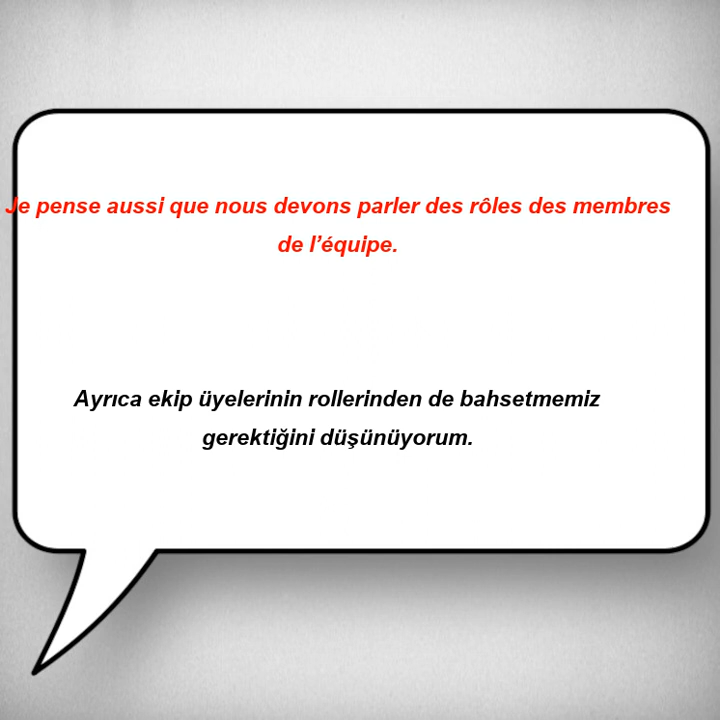 Je pense aussi que nous devons parler des rôles des membres
de l’équipe.
Ayrıca ekip üyelerinin rollerinden de bahsetmemiz
gerektiğini düşünüyorum.